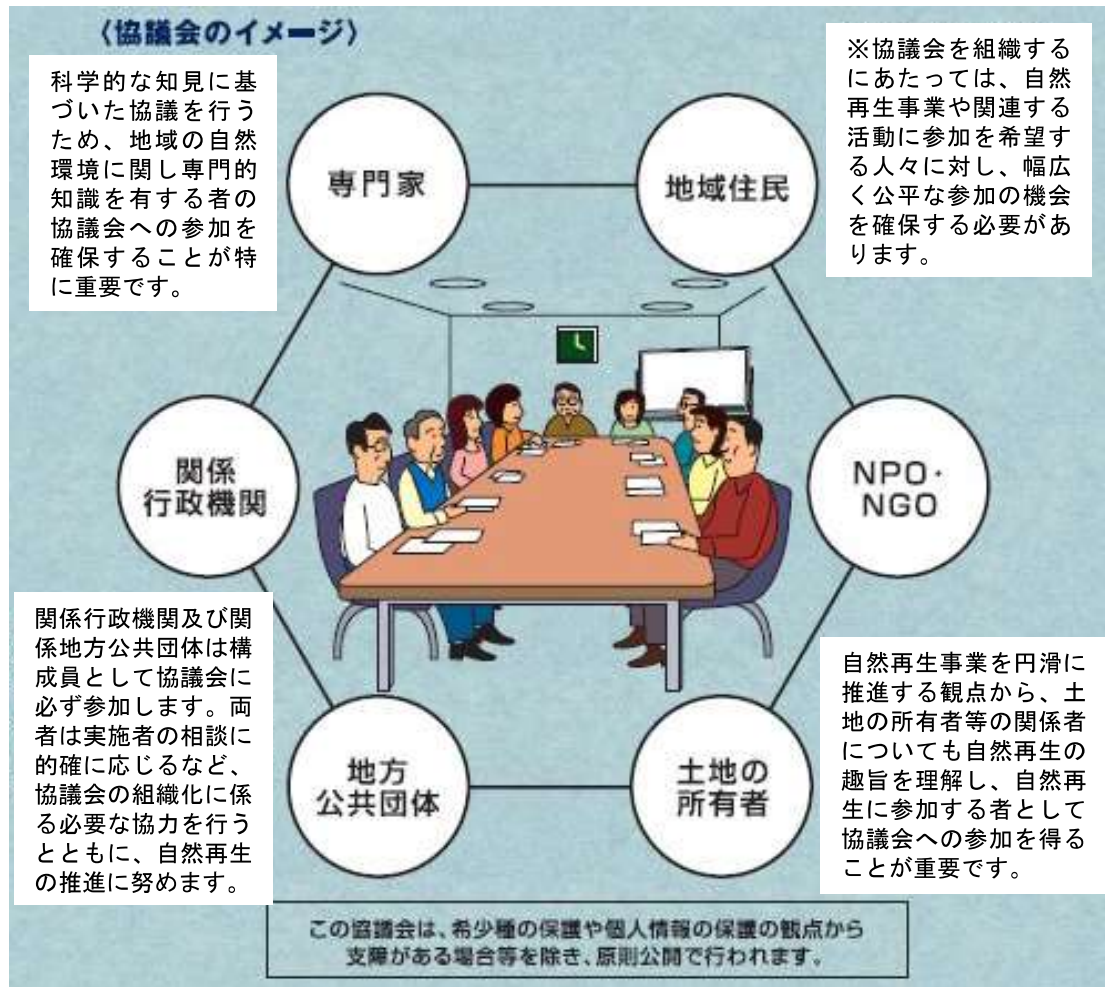 〈協議会のイメージ〉
科学的な知見に基
づいた協議を行う
ため、地域の自然
環境に関し専門的
知識を有する者の
協議会への参加を
確保することが特
に重要です。
※協議会を組織する
にあたっては、自然
再生事業や関連する
活動に参加を希望す
る人々に対し、幅広
く公平な参加の機会
を確保する必要があ
ります。
専門家
地域住民
関係
行政機関
NPO・
NGO
関係行政機関及び関
係地方公共団体は構
成員として協議会に
必ず参加します。両
者は実施者の相談に
的確に応じるなど、
協議会の組織化に係
る必要な協力を行う
とともに、自然再生
の推進に努めます。
地方
公共団体
土地の
所有者
自然再生事業を円滑に
推進する観点から、土
地の所有者等の関係者
についても自然再生の
趣旨を理解し、自然再
生に参加する者として
協議会への参加を得る
ことが重要です。
この協議会は、希少種の保護や個人情報の保護の観点から
支障がある場合等を除き、原則公開で行われます。